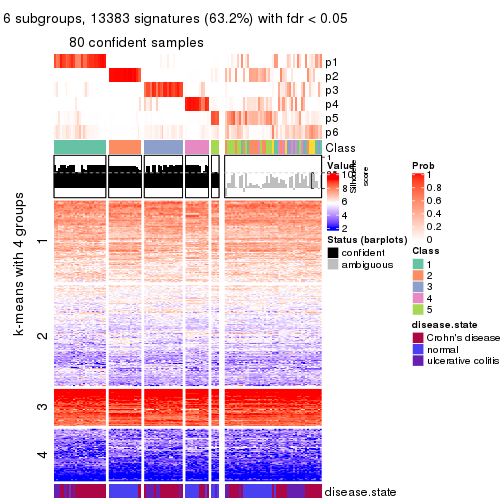 6 subgroups, 13383 signatures (63.2%) with fdr < 0.05
80 confident samples
p1
p2
p3
p4
p5
p6
Class
1
Silhouette
score
k-means with 4 groups
1
2
3
4
disease.state
Value
10
8
6
4
2
Status (barplots)
confident
ambiguous
Prob
1
0.8
0.6
0.4
0.2
0
Class
1
2
3
4
5
disease.state
Crohn's disease
normal
ulcerative colitis